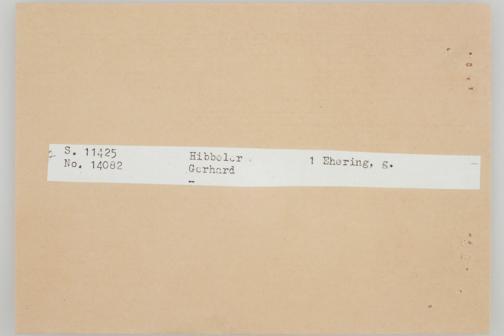 S. 11425 Hibbeler 1 Ehering, g.
No. 14082 Gerhard